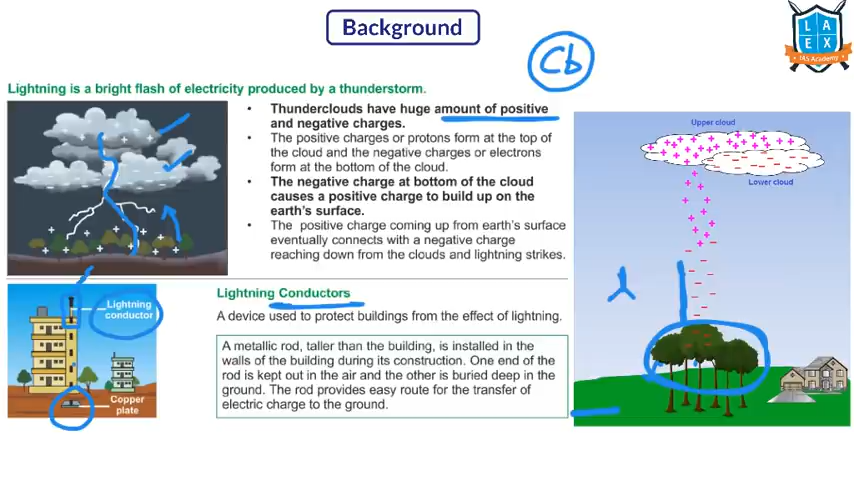 Background
L A
E X
IAS Academy
Cb
Lightning is a bright flash of electricity produced by a thunderstorm.
• Thunderclouds have huge amount of positive
and negative charges.
• The positive charges or protons form at the top of
the cloud and the negative charges or electrons
form at the bottom of the cloud.
• The negative charge at bottom of the cloud
causes a positive charge to build up on the
earth's surface.
• The positive charge coming up from earth's surface
eventually connects with a negative charge
reaching down from the clouds and lightning strikes.
Upper cloud
Lower cloud
Lightning
conductor
Copper
plate
Lightning Conductors
A device used to protect buildings from the effect of lightning.
A metallic rod, taller than the building, is installed in the
walls of the building during its construction. One end of the
rod is kept out in the air and the other is buried deep in the
ground. The rod provides easy route for the transfer of
electric charge to the ground.